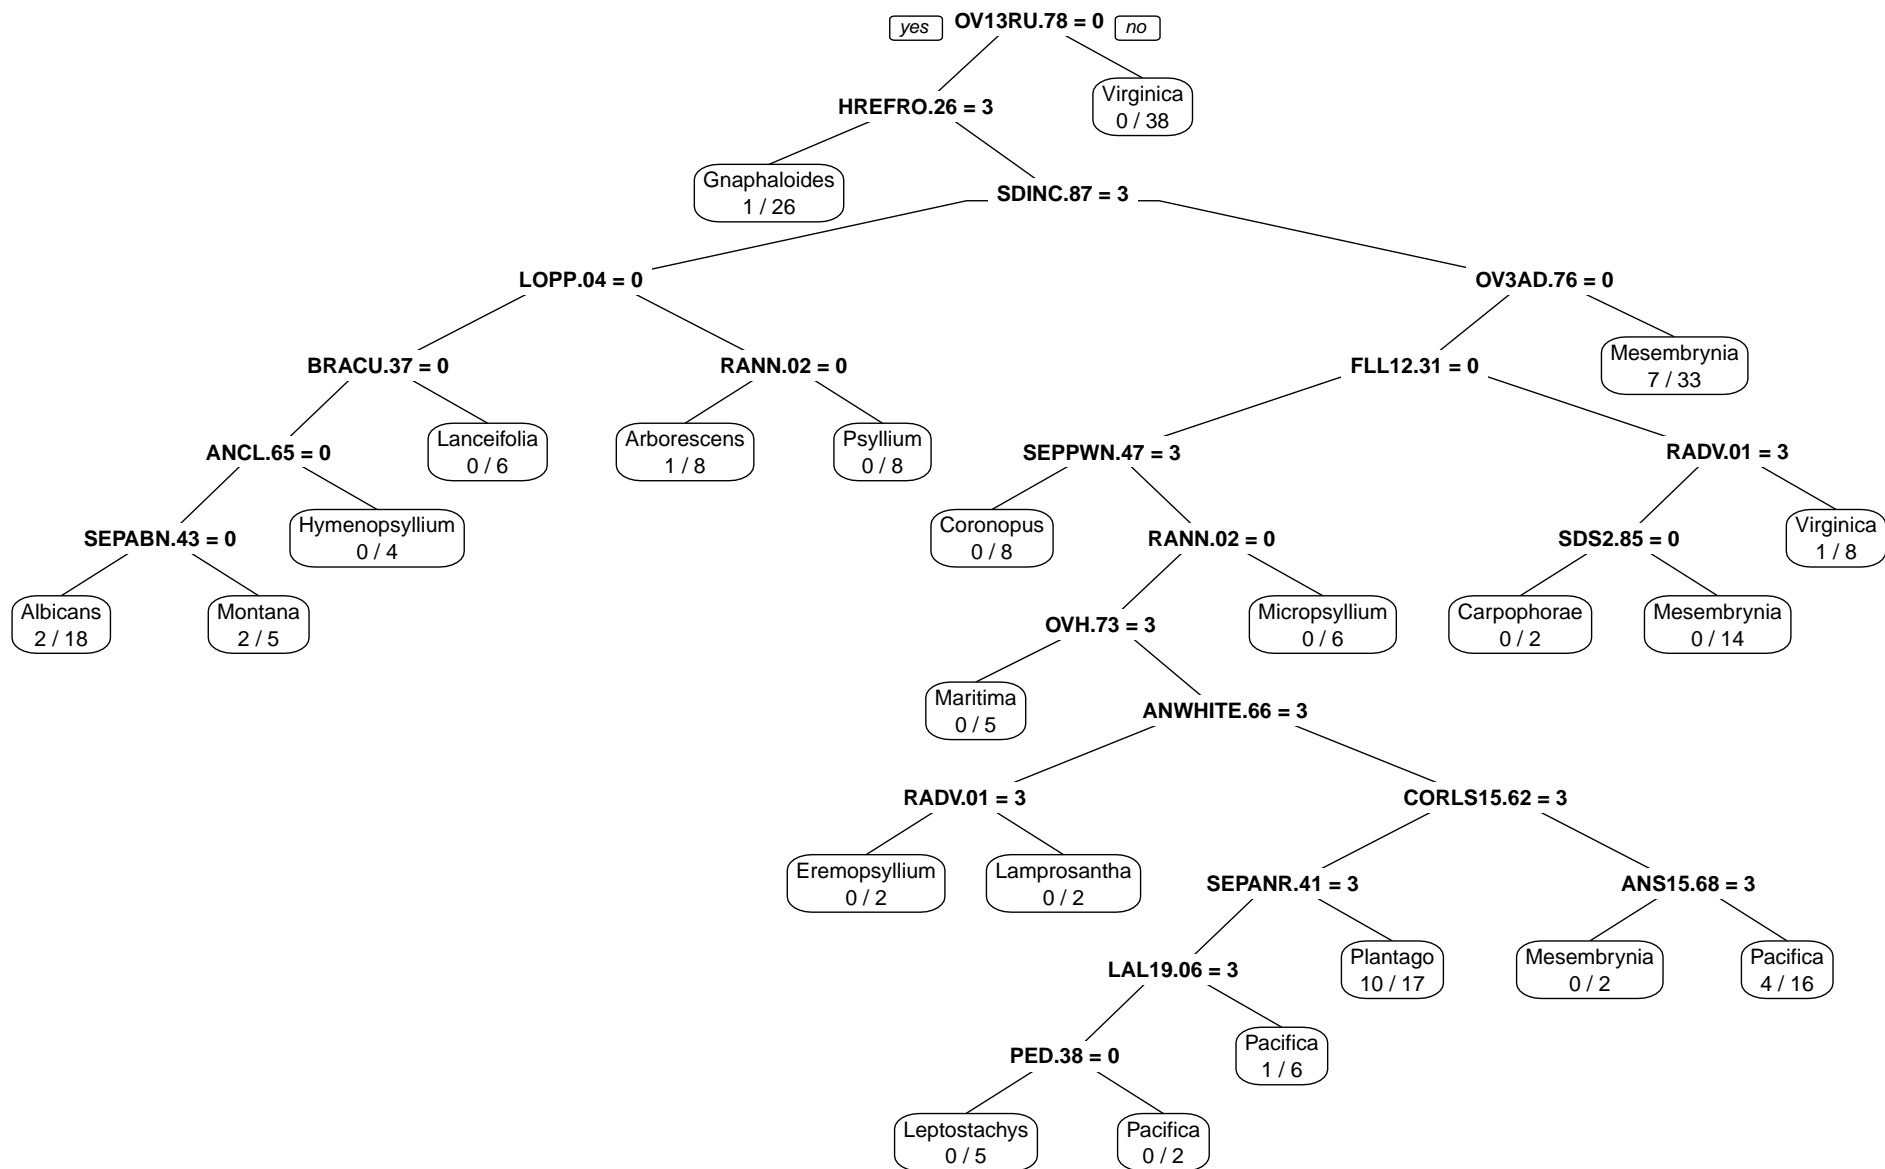 yes OV13RU.78 = 0 no
HREFRO.26 = 3
Virginica
0 / 38
Gnaphaloides
1 / 26
SDINC.87 = 3
LOPP.04 = 0
OV3AD.76 = 0
BRACU.37 = 0
RANN.02 = 0
FLL12.31 = 0
Mesembrynia
7 / 33
ANCL.65 = 0
Lanceifolia
0 / 6
Arborescens
1 / 8
Psyllium
0 / 8
SEPPWN.47 = 3
RADV.01 = 3
SEPABN.43 = 0
Hymenopsyllium
0 / 4
Coronopus
0 / 8
RANN.02 = 0
SDS2.85 = 0
Virginica
1 / 8
Albicans
2 / 18
Montana
2 / 5
OVH.73 = 3
Micropsyllium
0 / 6
Carpophorae
0 / 2
Mesembrynia
0 / 14
Maritima
0 / 5
ANWHITE.66 = 3
RADV.01 = 3
CORLS15.62 = 3
Eremopsyllium
0 / 2
Lamprosantha
0 / 2
SEPANR.41 = 3
ANS15.68 = 3
LAL19.06 = 3
Plantago
10 / 17
Mesembrynia
0 / 2
Pacifica
4 / 16
PED.38 = 0
Pacifica
1 / 6
Leptostachys
0 / 5
Pacifica
0 / 2